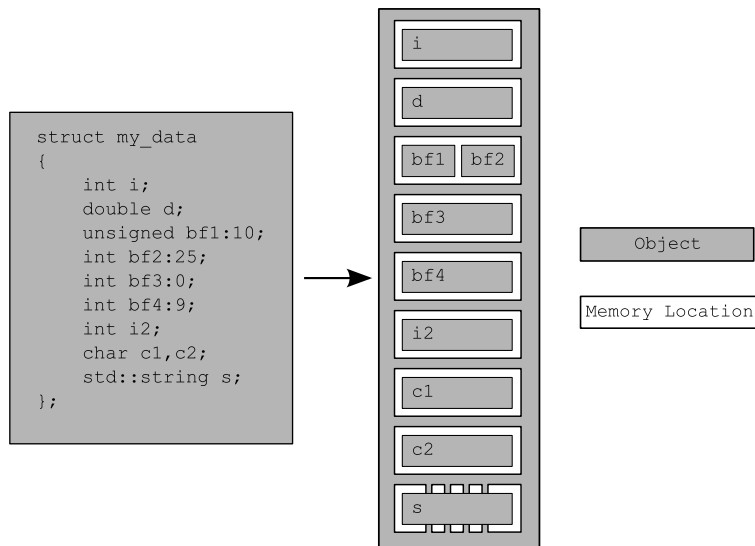 struct my_data
{
int i;
double d;
unsigned bf1:10;
int bf2:25;
int bf3:0;
int bf4:9;
int i2;
char c1,c2;
std::string s;
};
i
d
bf1 bf2
bf3
bf4
i2
c1
c2
s
Object
Memory Location